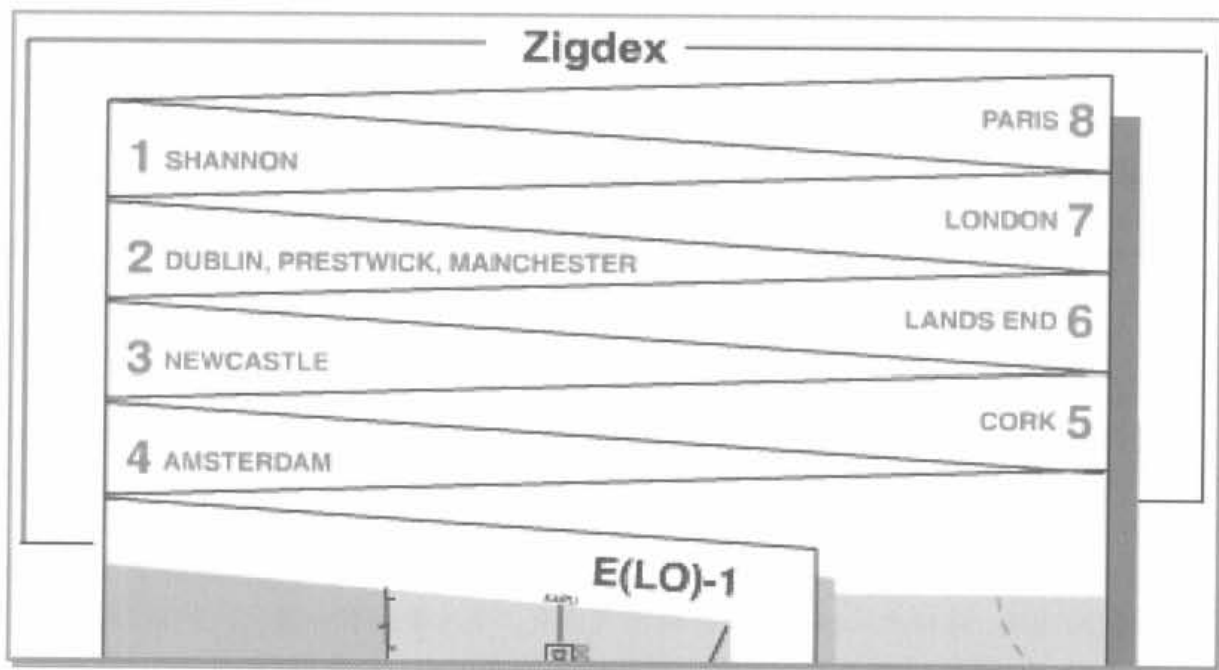 Zigdex
PARIS 8
1 SHANNON
LONDON 7
2 DUBLIN, PRESTWICK, MANCHESTER
LANDS END 6
3 NEWCASTLE
CORK 5
4 AMSTERDAM
E(LO)-1